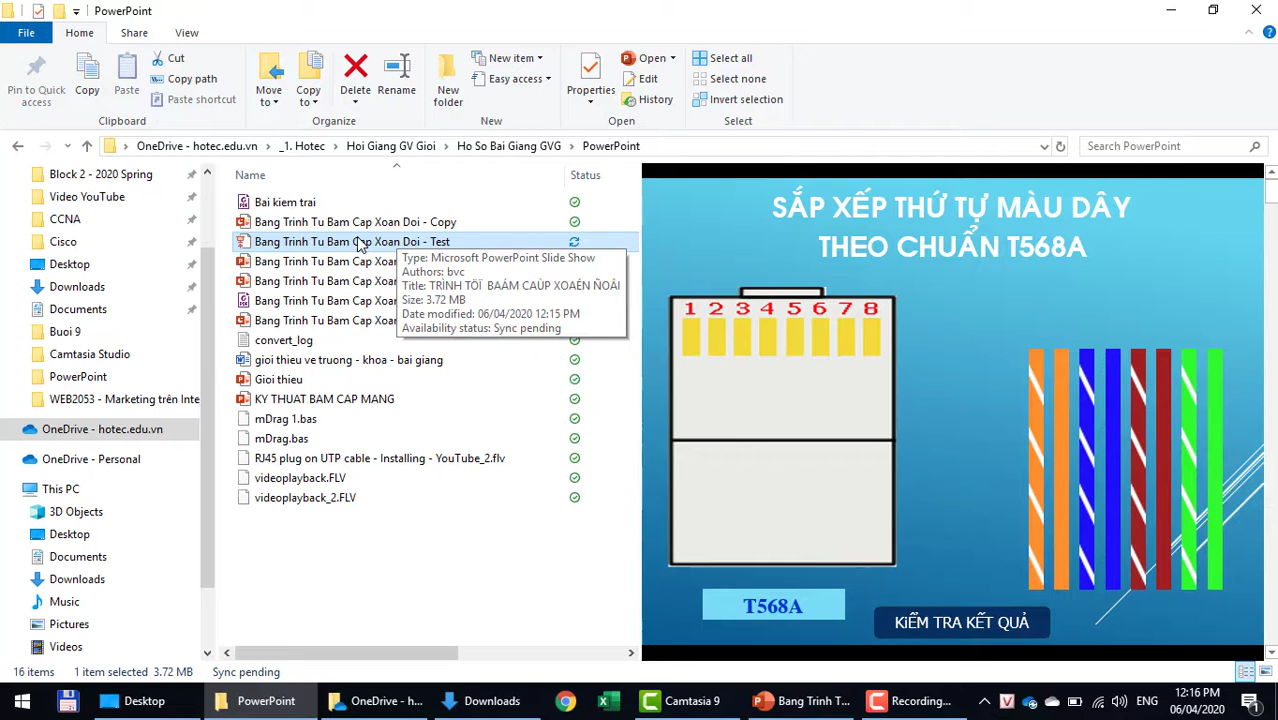 PowerPoint
File
Home
Share
View
Pin to Quick access
Copy
Paste
Cut
Copy path
Paste shortcut
Clipboard
Move to
Copy to
Delete
Rename
Organize
New folder
New item
Easy access
New
Properties
Open
Edit
History
Open
Select all
Select none
Invert selection
Select
OneDrive - hotec.edu.vn
_1. Hotec
Hoi Giang GV Gioi
Ho So Bai Giang GVG
PowerPoint
Search PowerPoint
Block 2 - 2020 Spring
Video YouTube
CCNA
Cisco
Desktop
Downloads
Documents
Buoi 9
Camtasia Studio
PowerPoint
WEB2053 - Marketing trên Inte
OneDrive - hotec.edu.vn
OneDrive - Personal
This PC
3D Objects
Desktop
Documents
Downloads
Music
Pictures
Videos
Name
Status
Bai kiem trai
Bang Trinh Tu Bam Cap Xoan Doi - Copy
Bang Trinh Tu Bam Cap Xoan Doi - Test
Bang Trinh Tu Bam Cap Xoan
Bang Trinh Tu Bam Cap Xoan
Bang Trinh Tu Bam Cap Xoan
Bang Trinh Tu Bam Cap Xoan
convert_log
gioi thieu ve truong - khoa - bai giang
Gioi thieu
KY THUAT BAM CAP MANG
mDrag 1.bas
mDrag.bas
RJ45 plug on UTP cable - Installing - YouTube_2.flv
videoplayback.FLV
videoplayback_2.FLV
Type: Microsoft PowerPoint Slide Show
Authors: bvc
Title: TRÌNH TÖÏ BAÁM CAÙP XOAÉN ÑOÂI
Size: 3.72 MB
Date modified: 06/04/2020 12:15 PM
Availability status: Sync pending
SẮP XẾP THỨ TỰ MÀU DÂY
THEO CHUẨN T568A
1 2 3 4 5 6 7 8
T568A
KIỂM TRA KẾT QUẢ
16 items
1 item selected 3.72 MB
Sync pending
Desktop
PowerPoint
OneDrive - h...
Downloads
Camtasia 9
Bang Trinh T...
Recording...
ENG
12:16 PM
06/04/2020
1